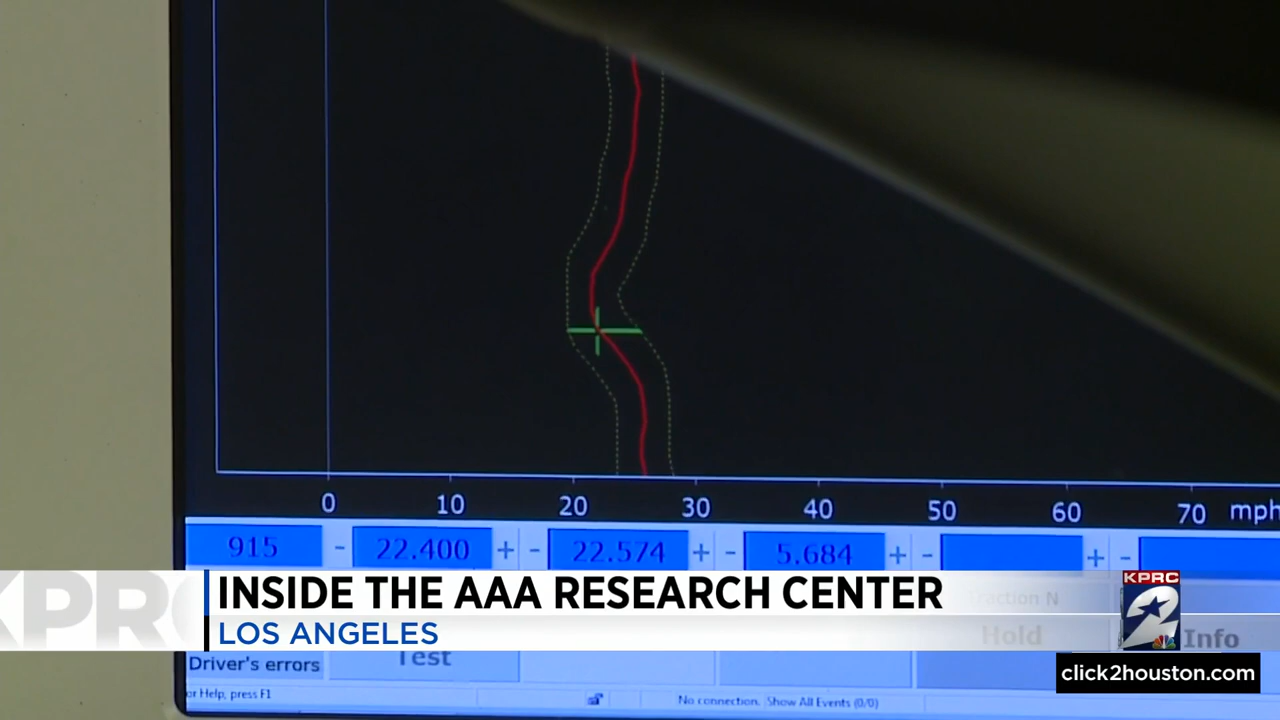 0 10 20 30 40 50 60 70 mph
915 - 22.400 + - 22.574 + - 5.684 + - + -
KPRC
INSIDE THE AAA RESEARCH CENTER
Traction N
KPRC
2
LOS ANGELES
Hold
Info
Driver's errors
Test
click2houston.com
or Help, press F1
No connection. Show All Events (0/0)